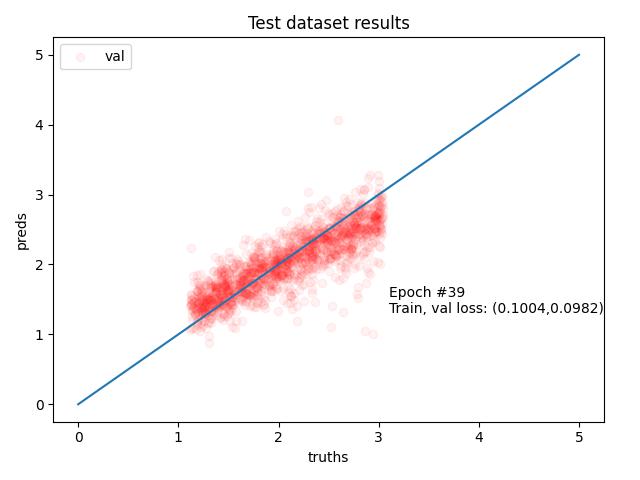 Test dataset results
val
5
4
3
2
1
0
preds
Epoch #39
Train, val loss: (0.1004,0.0982)
0 1 2 3 4 5
truths